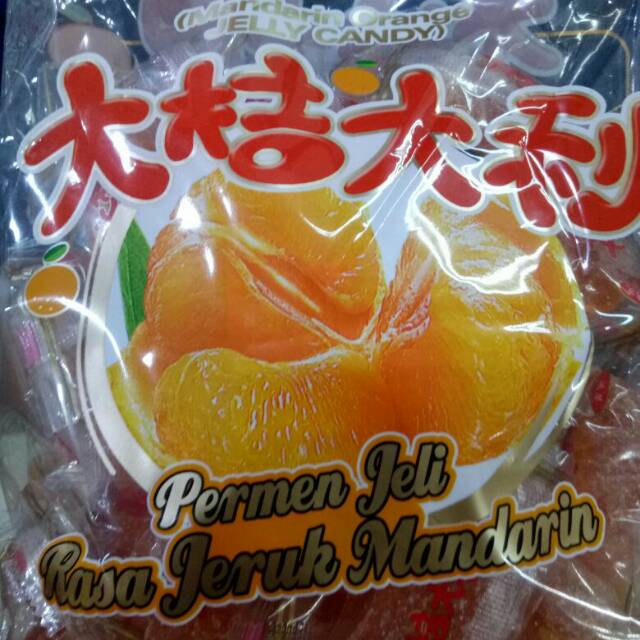 (Mandarin Orange
JELLY CANDY)
大桔大利
Permen Jeli
Rasa Jeruk Mandarin